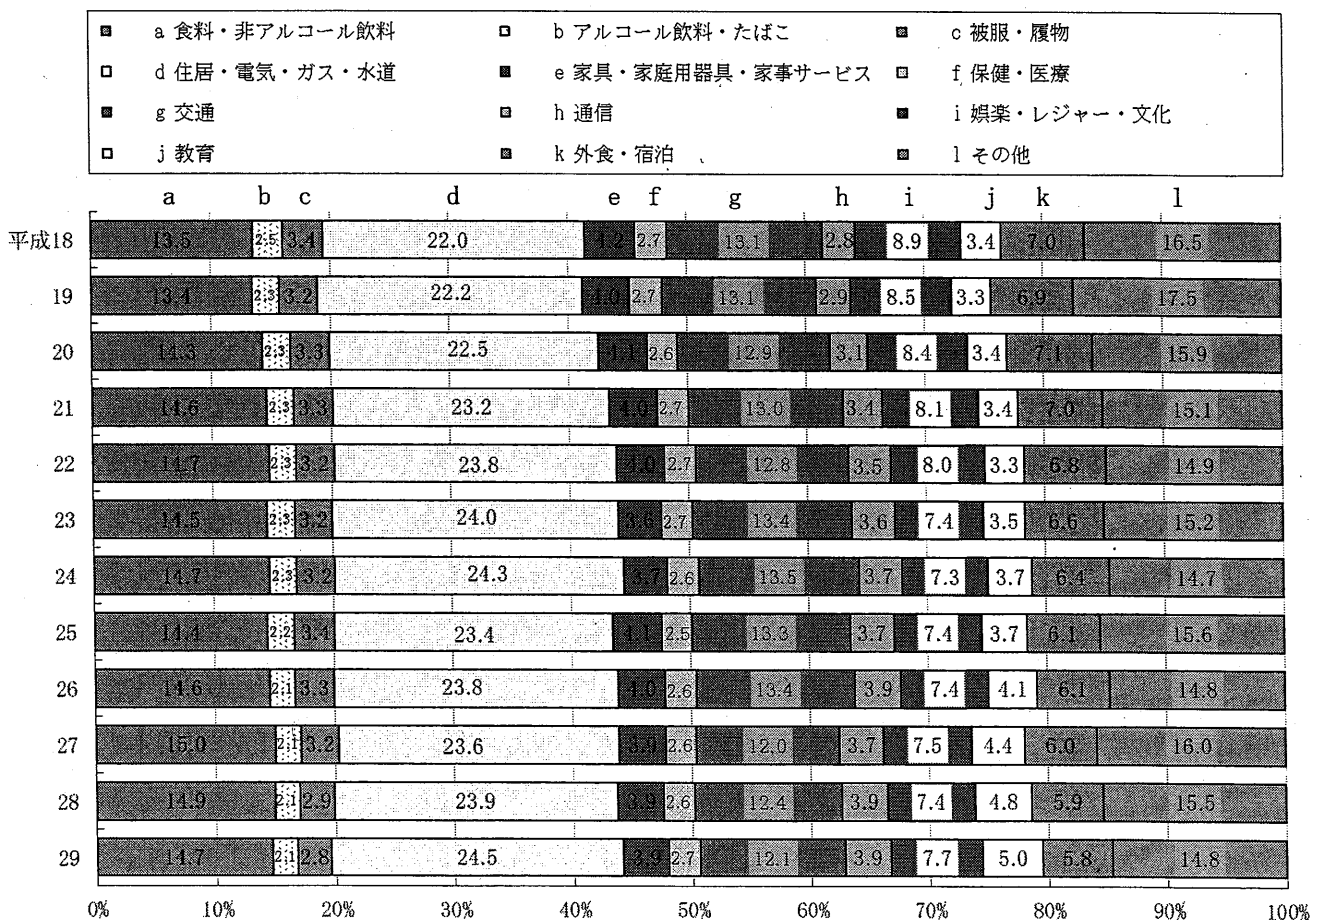 a 食料・非アルコール飲料 b アルコール飲料・たばこ c 被服・履物
d 住居・電気・ガス・水道 e 家具・家庭用器具・家事サービス f 保健・医療
g 交通 h 通信 i 娯楽・レジャー・文化
j 教育 k 外食・宿泊 l その他
a b c d e f g h i j k l
平成18 13.5 2.5 3.4 22.0 4.2 2.7 13.1 2.8 8.9 3.4 7.0 16.5
19 13.4 2.3 3.2 22.2 4.0 2.7 13.1 2.9 8.5 3.3 6.9 17.5
20 14.3 2.3 3.3 22.5 4.1 2.6 12.9 3.1 8.4 3.4 7.1 15.9
21 14.6 2.3 3.3 23.2 4.0 2.7 13.0 3.4 8.1 3.4 7.0 15.1
22 14.7 2.3 3.2 23.8 4.0 2.7 12.8 3.5 8.0 3.3 6.8 14.9
23 14.5 2.3 3.2 24.0 3.6 2.7 13.4 3.6 7.4 3.5 6.6 15.2
24 14.7 2.3 3.2 24.3 3.7 2.6 13.5 3.7 7.3 3.7 6.4 14.7
25 14.4 2.2 3.4 23.4 4.1 2.5 13.3 3.7 7.4 3.7 6.1 15.6
26 14.6 2.1 3.3 23.8 4.0 2.6 13.4 3.9 7.4 4.1 6.1 14.8
27 15.0 2.1 3.2 23.6 3.9 2.6 12.0 3.7 7.5 4.4 6.0 16.0
28 14.9 2.1 2.9 23.9 3.9 2.6 12.4 3.9 7.4 4.8 5.9 15.5
29 14.7 2.1 2.8 24.5 3.9 2.7 12.1 3.9 7.7 5.0 5.8 14.8
0% 10% 20% 30% 40% 50% 60% 70% 80% 90% 100%